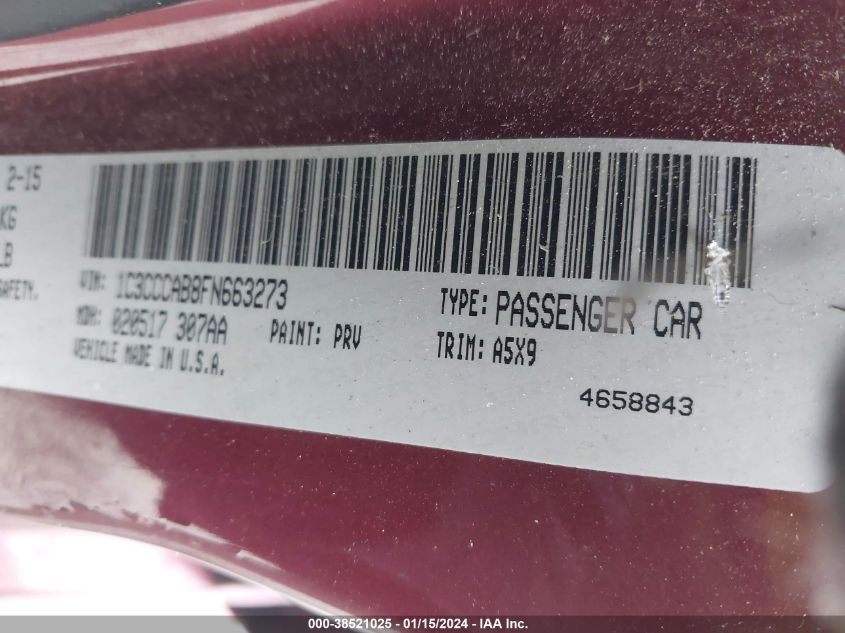 2-15
KG
LB
SAFETY.
VIN: 1C3CCCAB8FN663273
TYPE: PASSENGER CAR
MDH: 020517 307AA
PAINT: PRV
TRIM: A5X9
VEHICLE MADE IN U.S.A.
4658843
000-38521025 - 01/15/2024 - IAA Inc.